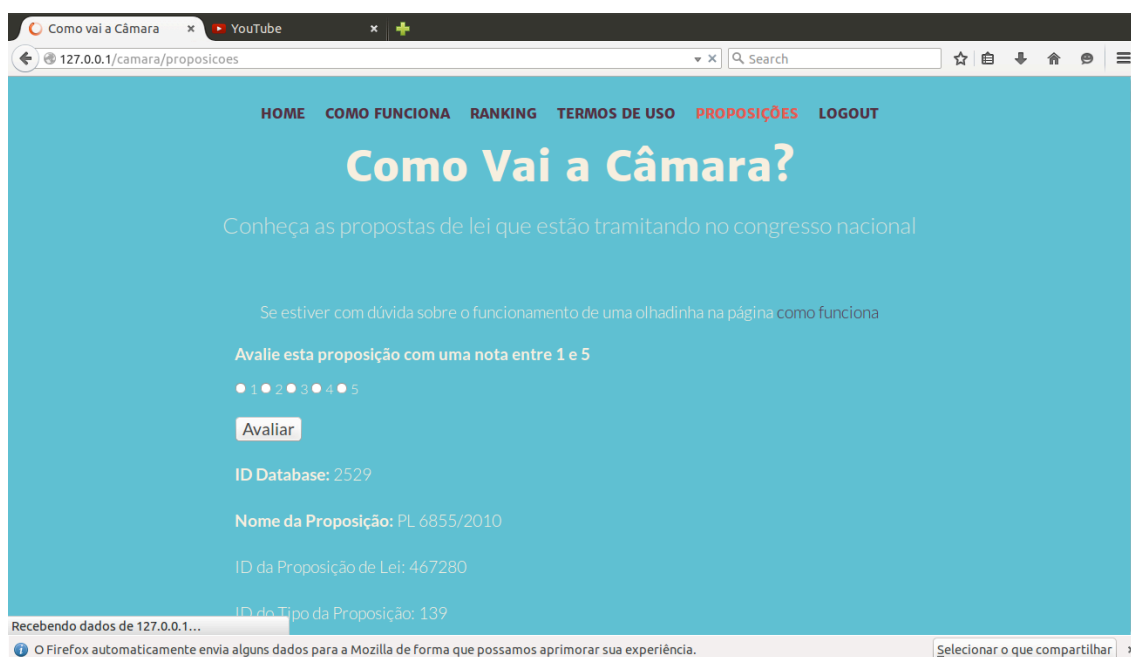 Como vai a Câmara × YouTube ×
127.0.0.1/camara/proposicoes Search
HOME COMO FUNCIONA RANKING TERMOS DE USO PROPOSIÇÕES LOGOUT
Como Vai a Câmara?
Conheça as propostas de lei que estão tramitando no congresso nacional
Se estiver com dúvida sobre o funcionamento de uma olhadinha na página como funciona
Avalie esta proposição com uma nota entre 1 e 5
1 2 3 4 5
Avaliar
ID Database: 2529
Nome da Proposição: PL 6855/2010
ID da Proposição de Lei: 467280
ID do Tipo da Proposição: 139
Recebendo dados de 127.0.0.1...
O Firefox automaticamente envia alguns dados para a Mozilla de forma que possamos aprimorar sua experiência. Selecionar o que compartilhar ×